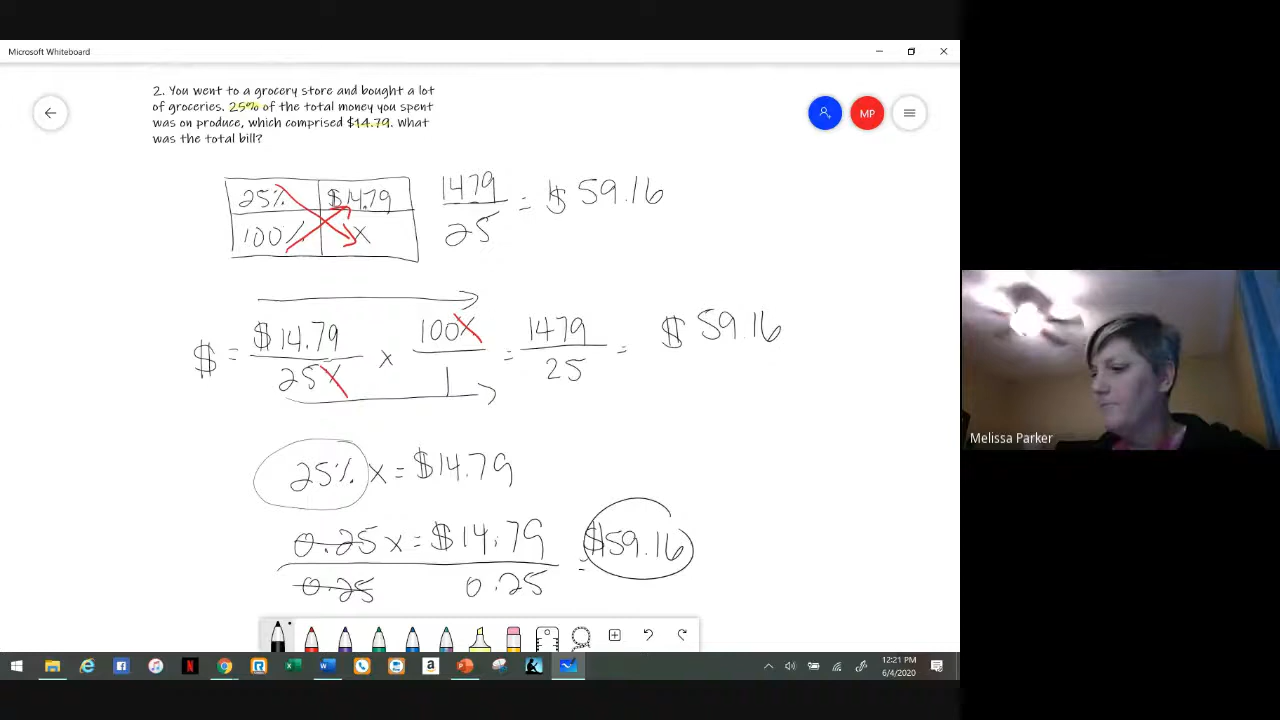 Microsoft Whiteboard
2. You went to a grocery store and bought a lot
of groceries. 25% of the total money you spent
was on produce, which comprised $14.79. What
was the total bill?
MP
25% $14.79
100% x
1479
25
= $59.16
$ = $14.79 x 100% = 1479 = $59.16
25% 1 25
25% x = $14.79
0.25 x = $14.79 = $59.16
0.25 0.25
Melissa Parker
12:21 PM
6/4/2020